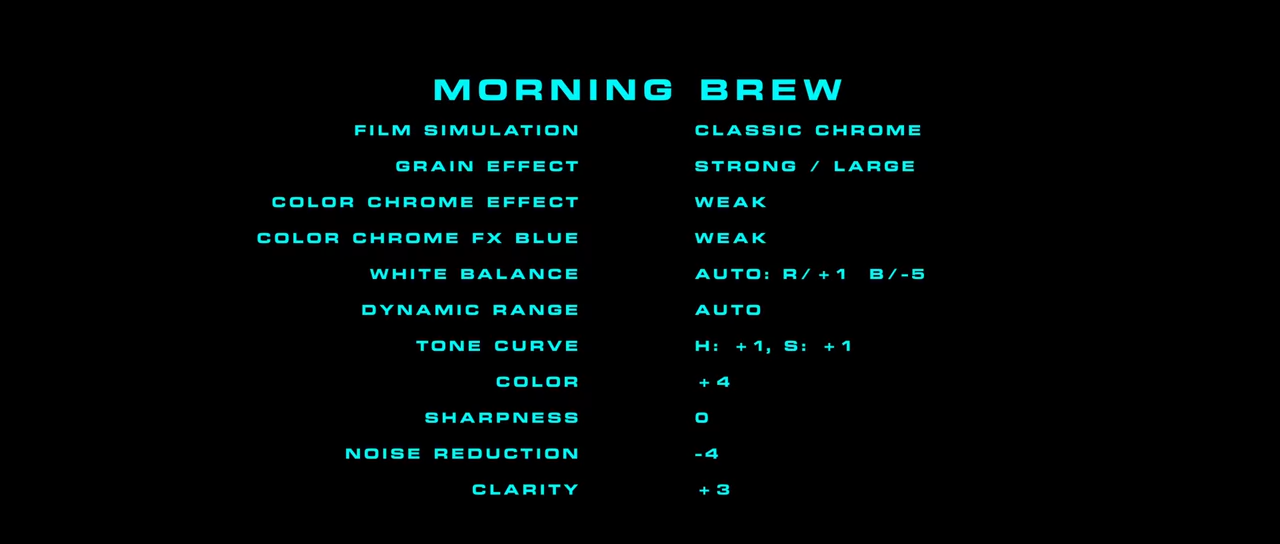 MORNING BREW
FILM SIMULATION CLASSIC CHROME
GRAIN EFFECT STRONG / LARGE
COLOR CHROME EFFECT WEAK
COLOR CHROME FX BLUE WEAK
WHITE BALANCE AUTO: R/+1 B/-5
DYNAMIC RANGE AUTO
TONE CURVE H: +1, S: +1
COLOR +4
SHARPNESS 0
NOISE REDUCTION -4
CLARITY +3